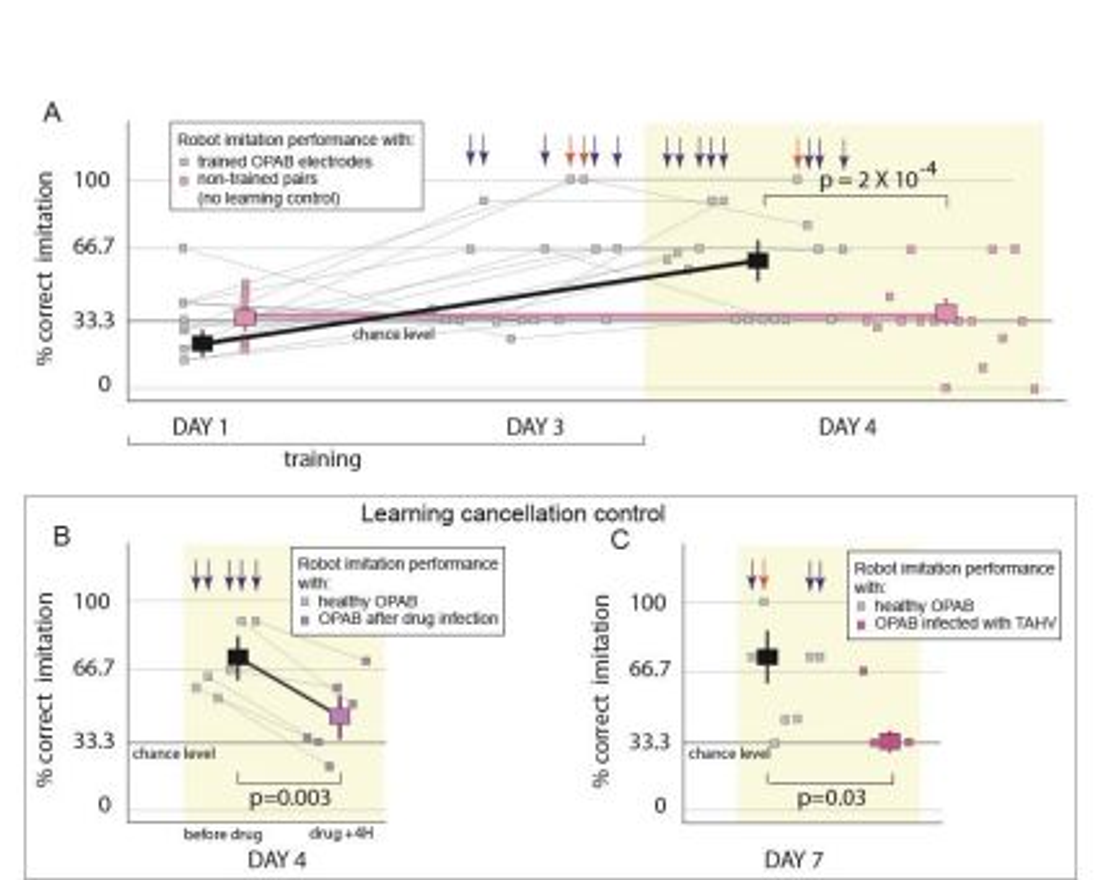 A
Robot imitation performance with:
trained OPAB electrodes
non-trained pairs
(no learning control)
% correct imitation
100
66.7
33.3
0
p = 2 X 10-4
chance level
DAY 1
DAY 3
DAY 4
training
Learning cancellation control
B
Robot imitation performance
with:
healthy OPAB
OPAB after drug infection
% correct imitation
100
66.7
33.3
0
chance level
p=0.003
before drug
drug +4H
DAY 4
C
Robot imitation performance
with:
healthy OPAB
OPAB infected with TAHV
% correct imitation
100
66.7
33.3
0
chance level
p=0.03
DAY 7